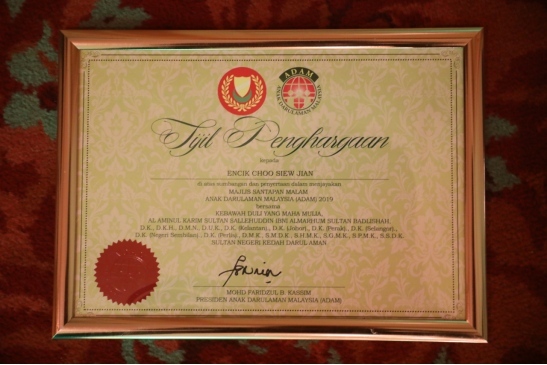 ADAM
ANAK DARULAMAN MALAYSIA
Sijil Penghargaan
kepada
ENCIK CHOO SIEW JIAN
di atas sumbangan dan penyertaan dalam menjayakan
MAJLIS SANTAPAN MALAM
ANAK DARULAMAN MALAYSIA (ADAM) 2019
bersama
KEBAWAH DULI YANG MAHA MULIA,
AL AMINUL KARIM SULTAN SALLEHUDDIN IBNI ALMARHUM SULTAN BADLISHAH,
D.K., D.K.H., D.M.N., D.U.K., D.K. (Kelantan)., D.K. (Johor)., D.K. (Perak)., D.K. (Selangor).,
D.K. (Negeri Sembilan)., D.K. (Perlis)., D.M.K., S.M.D.K., S.H.M.K., S.G.M.K., S.P.M.K., S.S.D.K.
SULTAN NEGERI KEDAH DARUL AMAN
MOHD FARIDZUL B. KASSIM
PRESIDEN ANAK DARULAMAN MALAYSIA (ADAM)